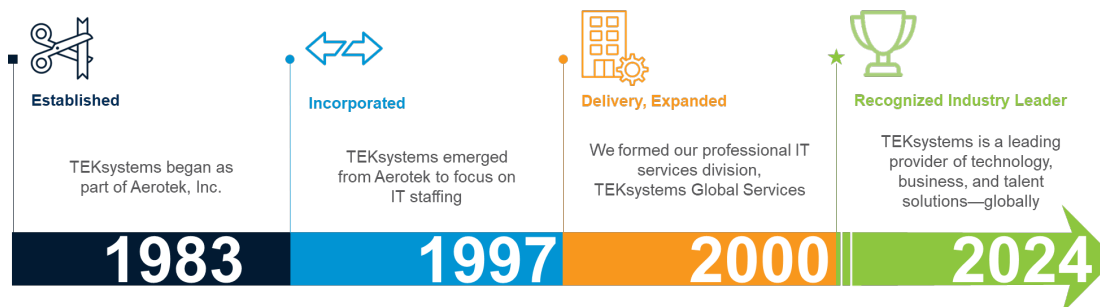 Established
TEKsystems began as
part of Aerotek, Inc.
1983
Incorporated
TEKsystems emerged
from Aerotek to focus on
IT staffing
1997
Delivery, Expanded
We formed our professional IT
services division,
TEKsystems Global Services
2000
Recognized Industry Leader
TEKsystems is a leading
provider of technology,
business, and talent
solutions—globally
2024